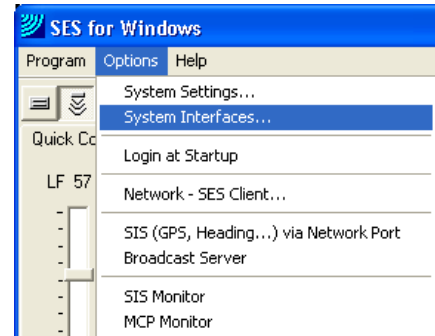 SES for Windows
Program Options Help
System Settings...
System Interfaces...
Quick Co
Login at Startup
LF 57
Network - SES Client...
SIS (GPS, Heading...) via Network Port
Broadcast Server
SIS Monitor
MCP Monitor